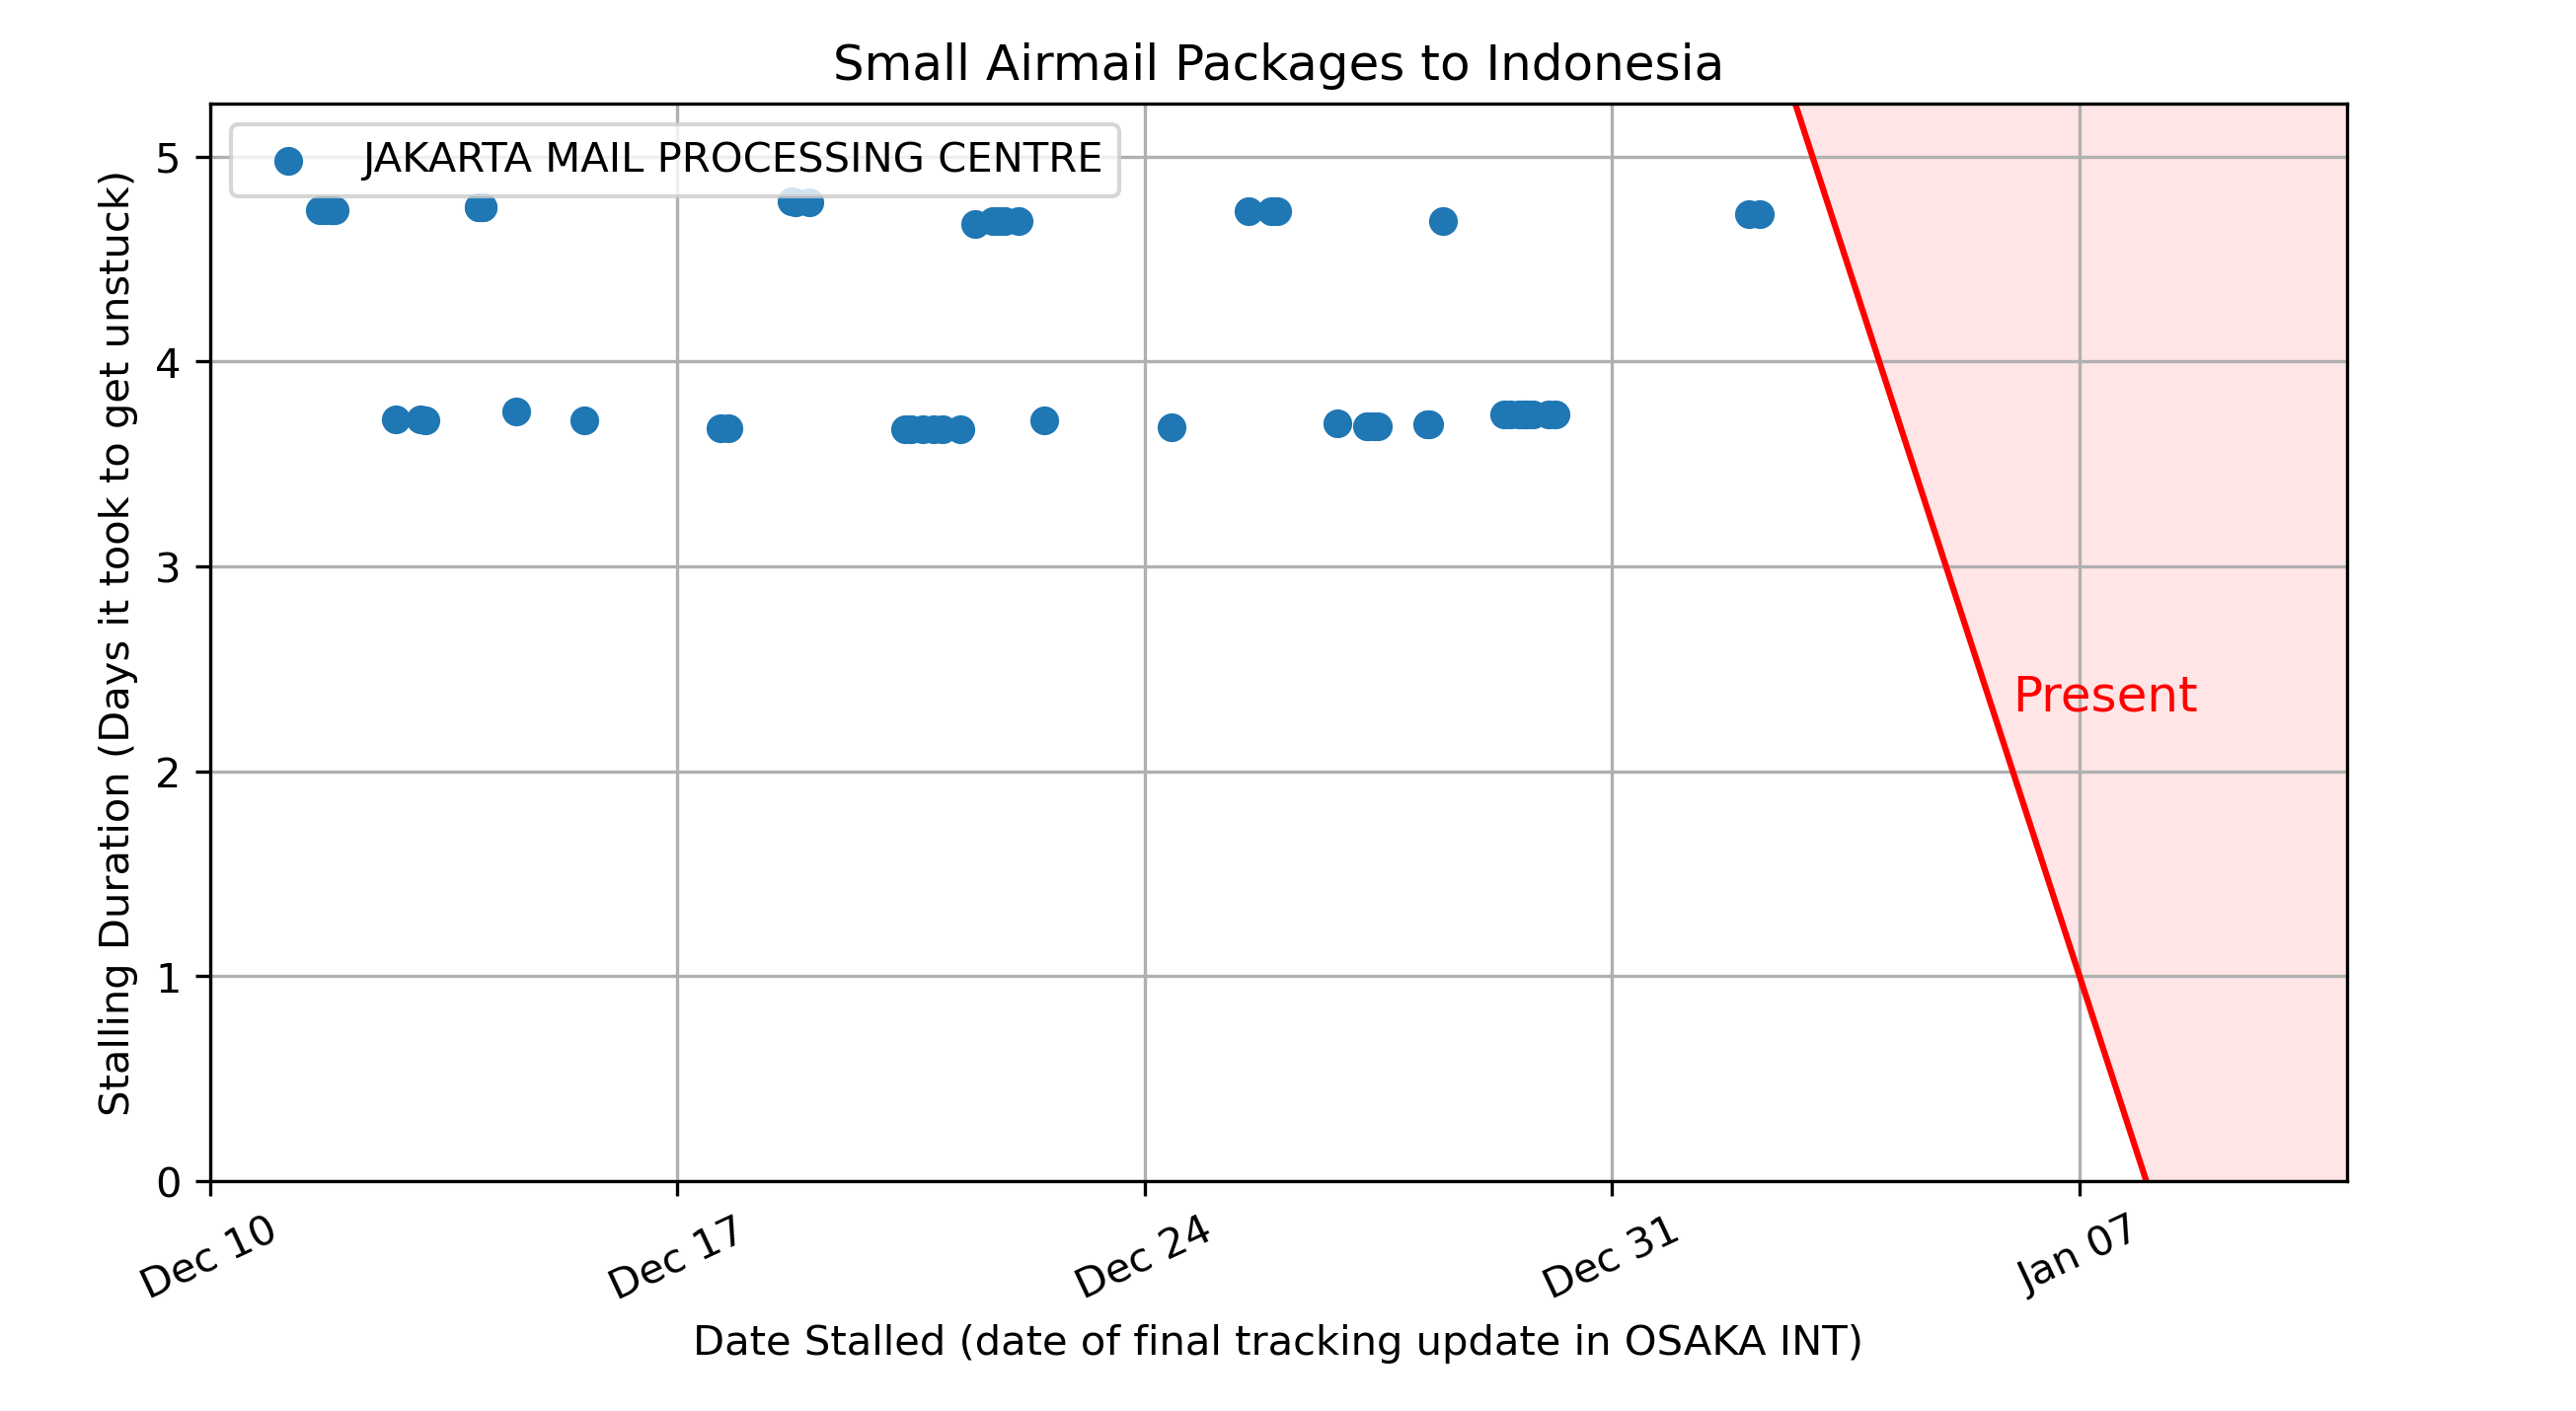 Small Airmail Packages to Indonesia
JAKARTA MAIL PROCESSING CENTRE
Stalling Duration (Days it took to get unstuck)
5
4
3
2
1
0
Present
Dec 10
Dec 17
Dec 24
Dec 31
Jan 07
Date Stalled (date of final tracking update in OSAKA INT)